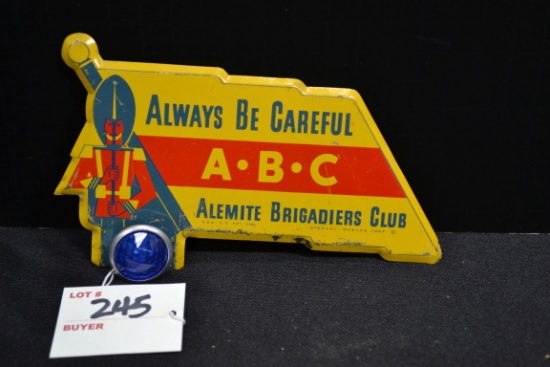 ALWAYS BE CAREFUL
A•B•C
ALEMITE BRIGADIERS CLUB
LOT #
245
BUYER